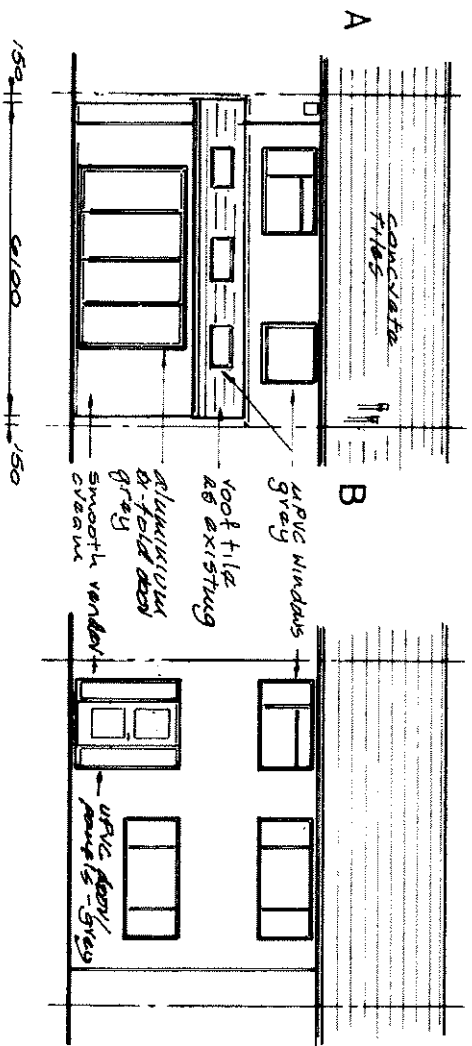 A
B
concrete
tiles
uPVC windows
grey
roof tile
as existing
aluminium
bi-fold door
grey
smooth render
cream
uPVC door/
panels - grey
150
6100
150